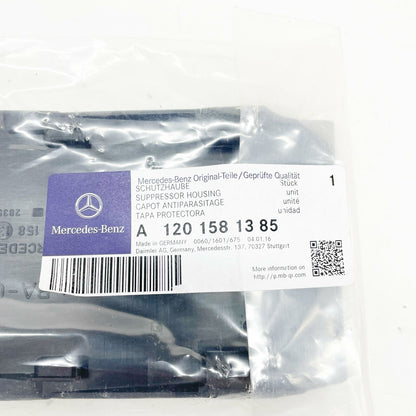 Mercedes-Benz
Mercedes-Benz Original-Teile/Geprüfte Qualität
SCHUTZHAUBE Stück 1
SUPPRESSOR HOUSING unit
CAPOT ANTIPARASITAGE unité
TAPA PROTECTORA unidad
A 120 158 13 85
Made in GERMANY 0060/1601/675 04.01.16
Daimler AG, Germany, Mercedesstr. 137, 70327 Stuttgart
More information on
http://p.mb-qr.com
158